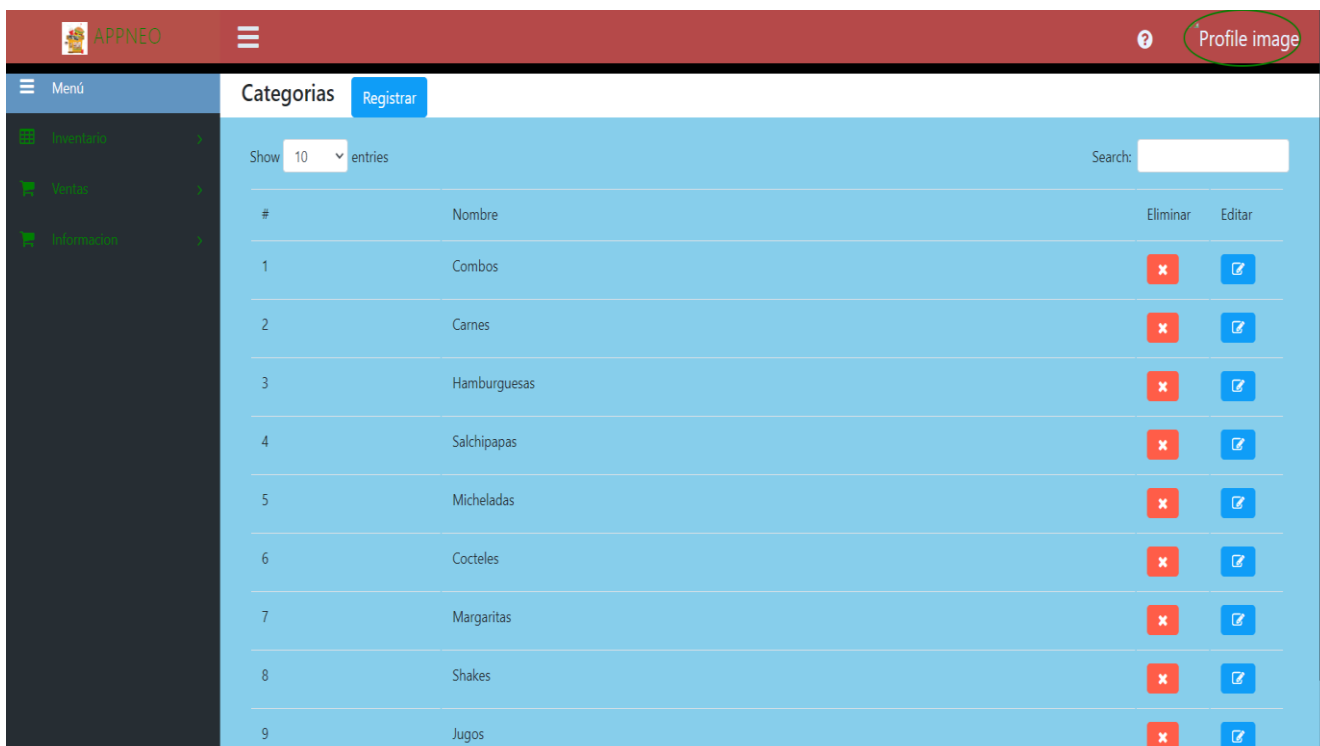 APPNEO
Profile image
Menú
Categorias Registrar
Inventario
Ventas
Informacion
Show 10 entries Search:
# Nombre Eliminar Editar
1 Combos
2 Carnes
3 Hamburguesas
4 Salchipapas
5 Micheladas
6 Cocteles
7 Margaritas
8 Shakes
9 Jugos